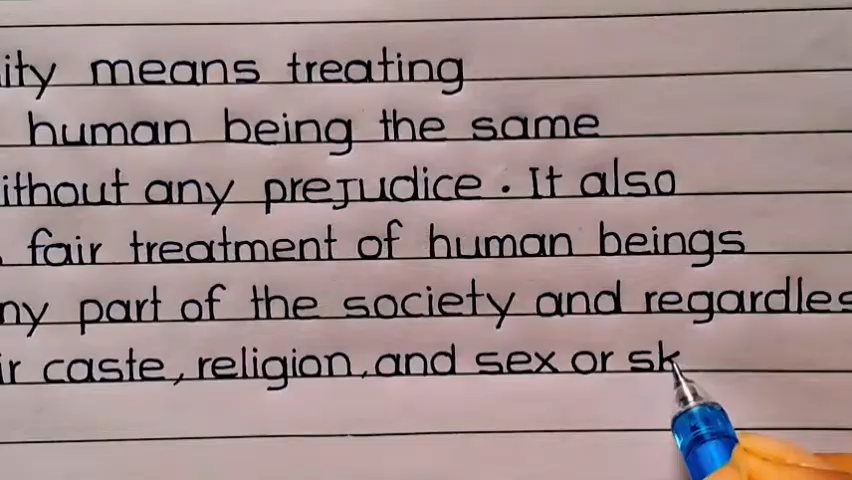 ity means treating
human being the same
ithout any prejudice. It also
fair treatment of human beings
ny part of the society and regardles
ir caste, religion, and sex or sk